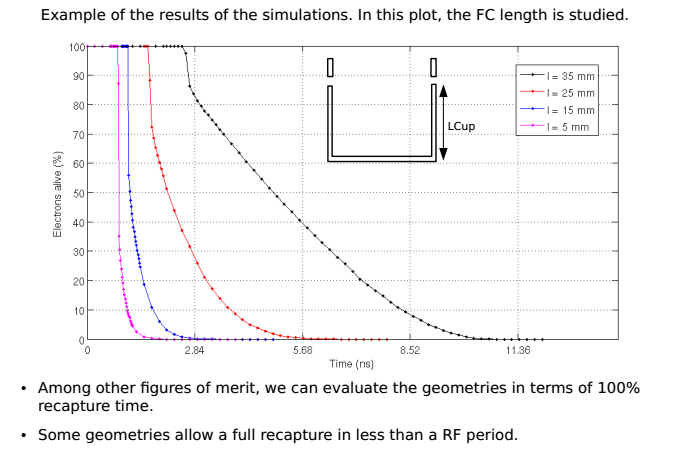 Example of the results of the simulations. In this plot, the FC length is studied.
100
90
80
70
60
50
40
30
20
10
0
Electrons alive (%)
l = 35 mm
l = 25 mm
l = 15 mm
l = 5 mm
LCup
0 2.84 5.68 8.52 11.36
Time (ns)
• Among other figures of merit, we can evaluate the geometries in terms of 100%
recapture time.
• Some geometries allow a full recapture in less than a RF period.